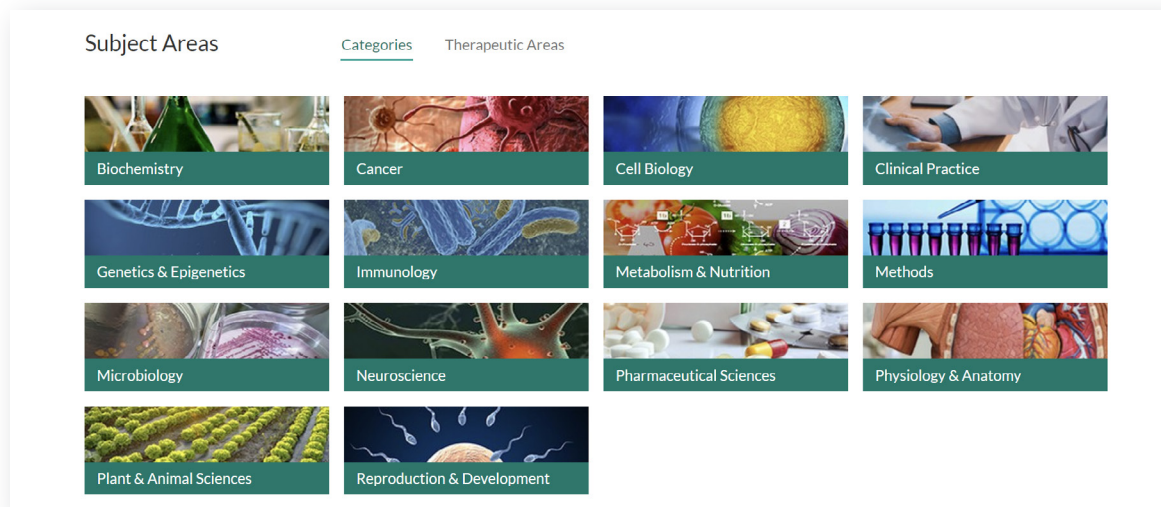 Subject Areas Categories Therapeutic Areas
Biochemistry Cancer Cell Biology Clinical Practice
Genetics & Epigenetics Immunology Metabolism & Nutrition Methods
Microbiology Neuroscience Pharmaceutical Sciences Physiology & Anatomy
Plant & Animal Sciences Reproduction & Development